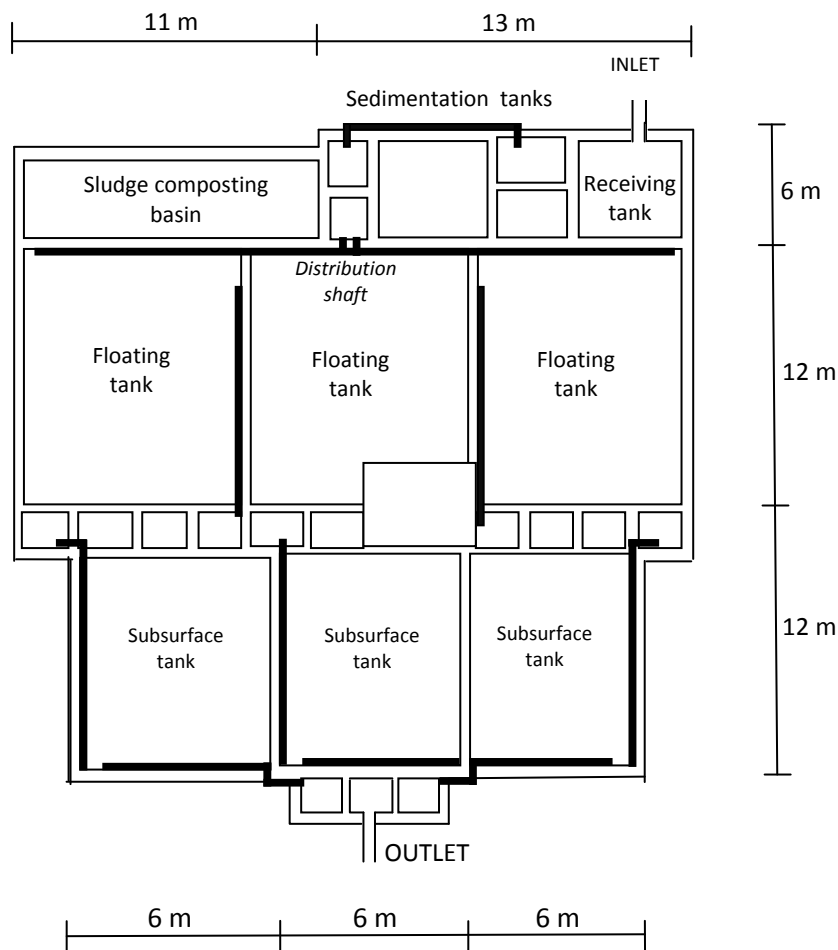 11 m
13 m
INLET
Sedimentation tanks
Sludge composting
basin
Receiving
tank
6 m
Distribution
shaft
Floating
tank
Floating
tank
Floating
tank
12 m
Subsurface
tank
Subsurface
tank
Subsurface
tank
12 m
OUTLET
6 m
6 m
6 m